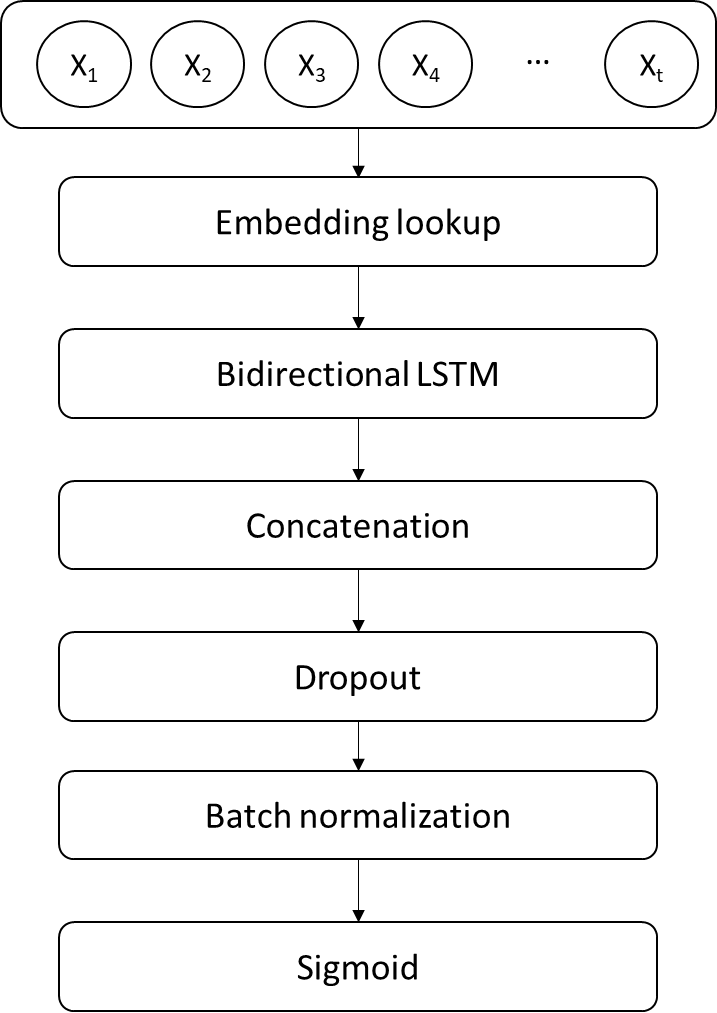 X1 X2 X3 X4 ... Xt
Embedding lookup
Bidirectional LSTM
Concatenation
Dropout
Batch normalization
Sigmoid